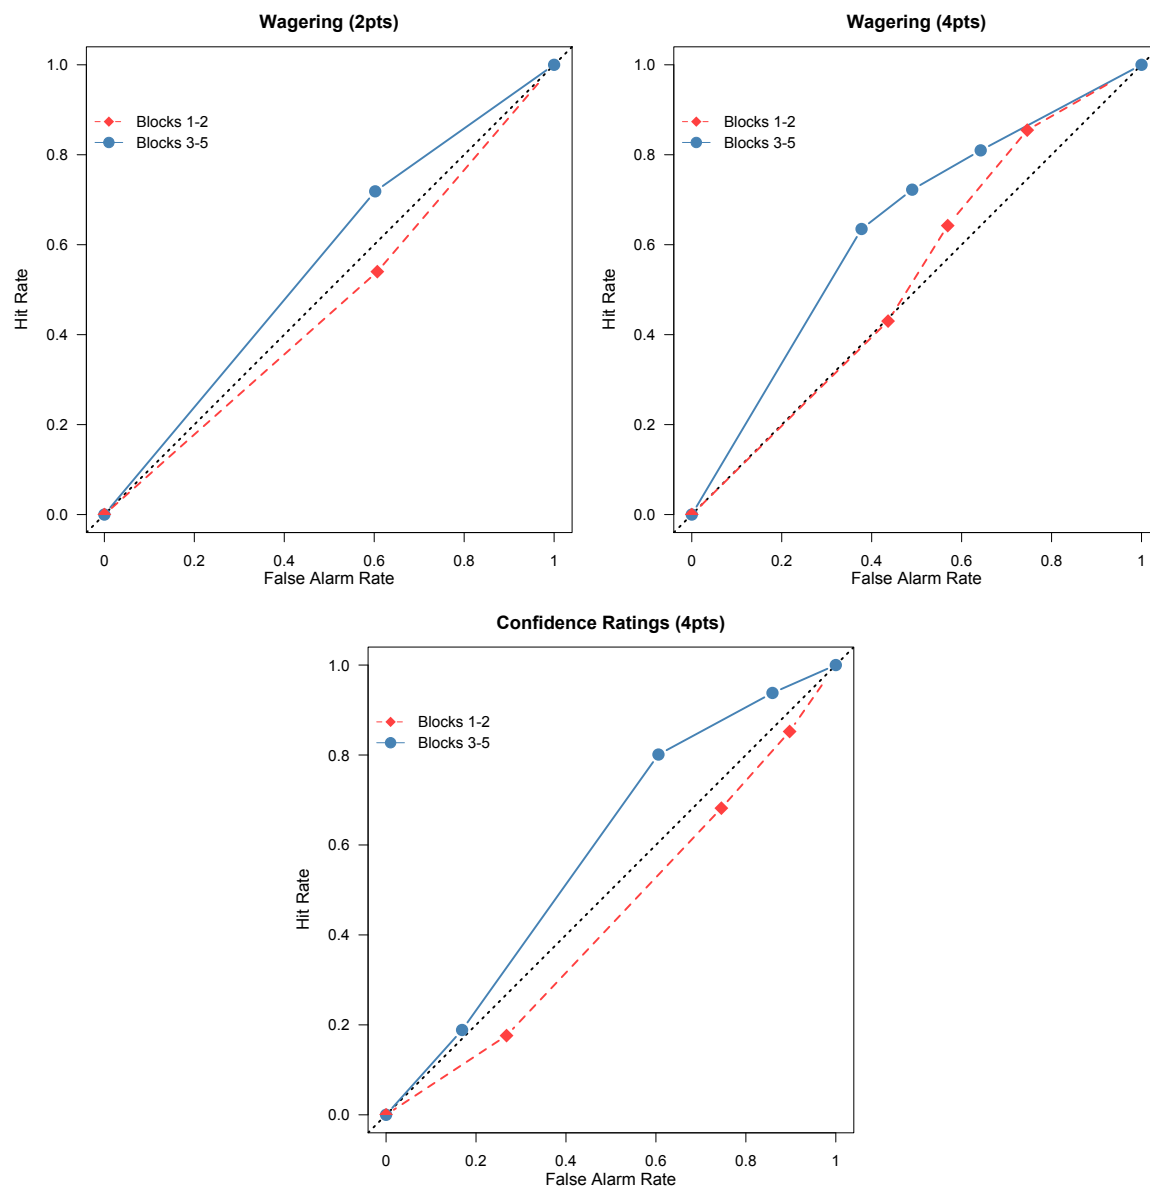 Wagering (2pts)
1.0
0.8
0.6
0.4
0.2
0.0
Hit Rate
Blocks 1-2
Blocks 3-5
0 0.2 0.4 0.6 0.8 1
False Alarm Rate
Wagering (4pts)
1.0
0.8
0.6
0.4
0.2
0.0
Hit Rate
Blocks 1-2
Blocks 3-5
0 0.2 0.4 0.6 0.8 1
False Alarm Rate
Confidence Ratings (4pts)
1.0
0.8
0.6
0.4
0.2
0.0
Hit Rate
Blocks 1-2
Blocks 3-5
0 0.2 0.4 0.6 0.8 1
False Alarm Rate